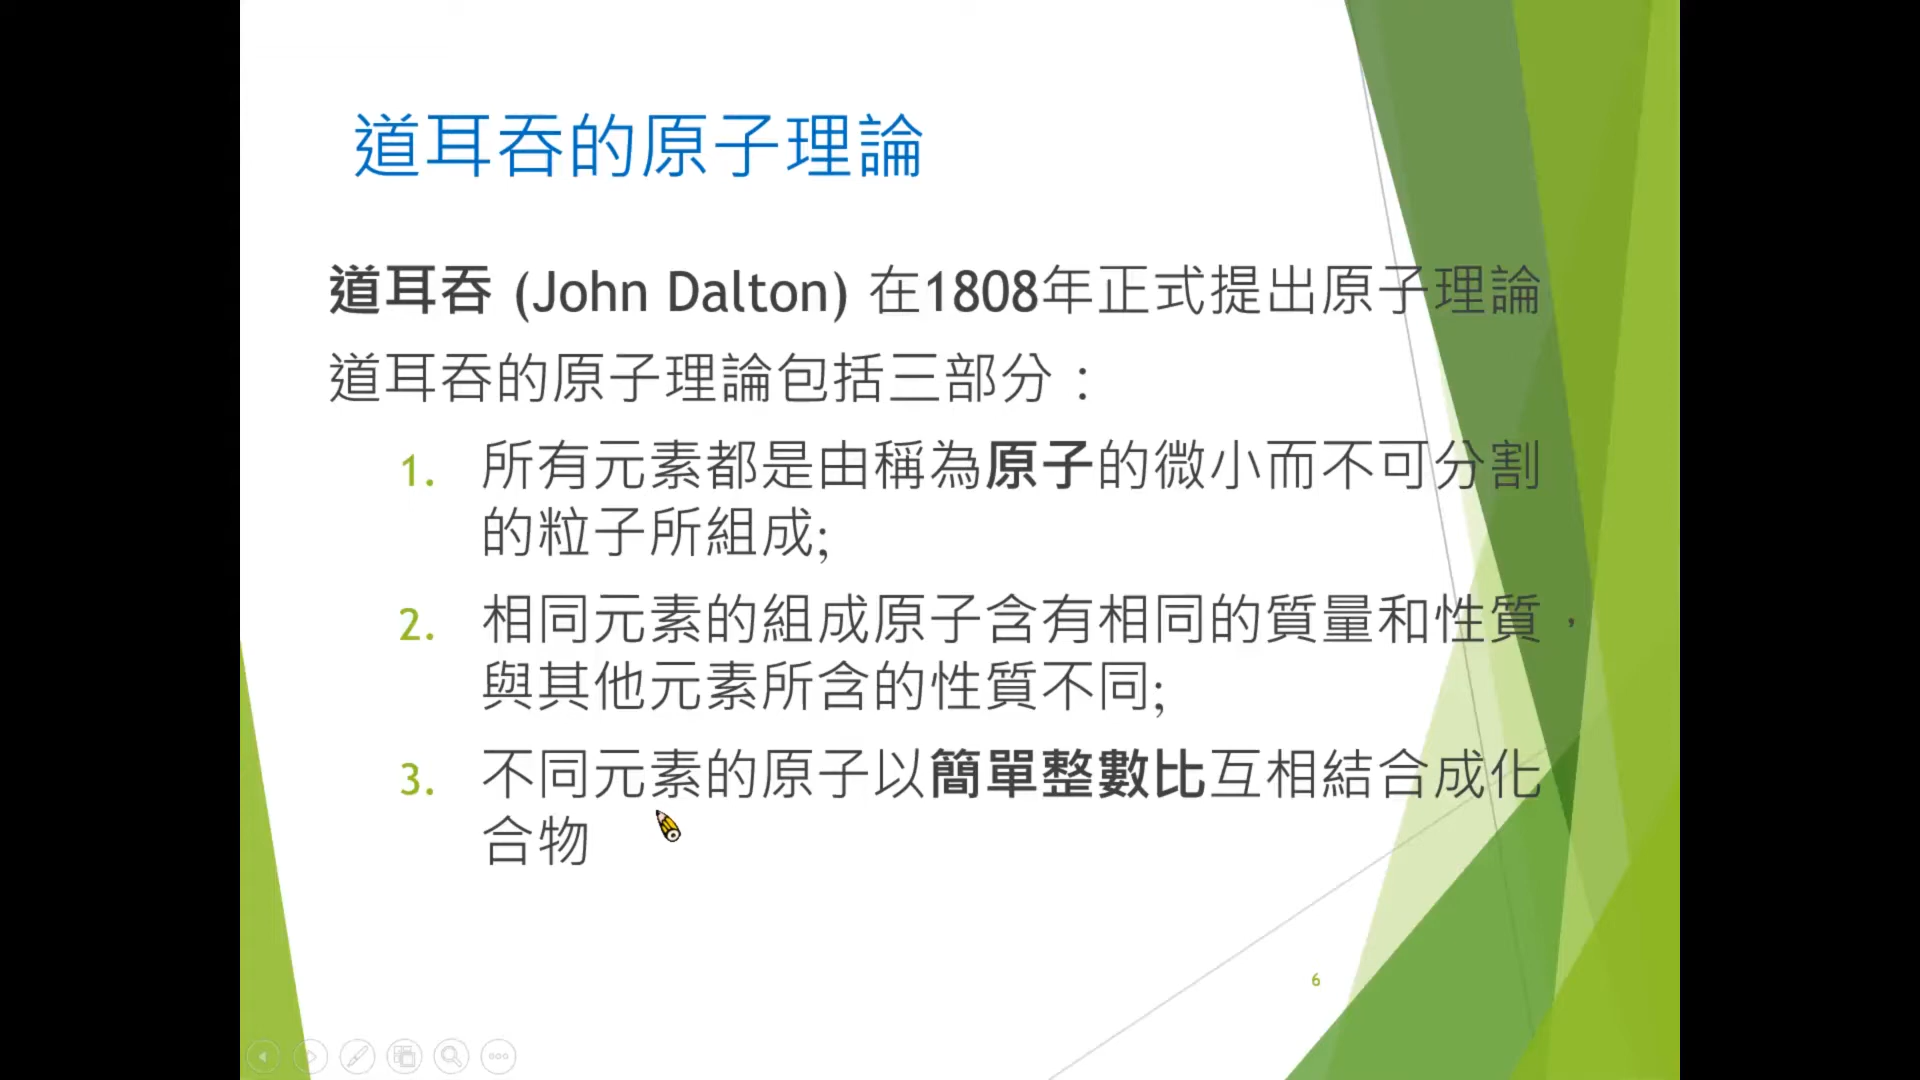 道耳吞的原子理論
道耳吞 (John Dalton) 在1808年正式提出原子理論
道耳吞的原子理論包括三部分：
1. 所有元素都是由稱為原子的微小而不可分割
的粒子所組成;
2. 相同元素的組成原子含有相同的質量和性質，
與其他元素所含的性質不同;
3. 不同元素的原子以簡單整數比互相結合成化
合物
6